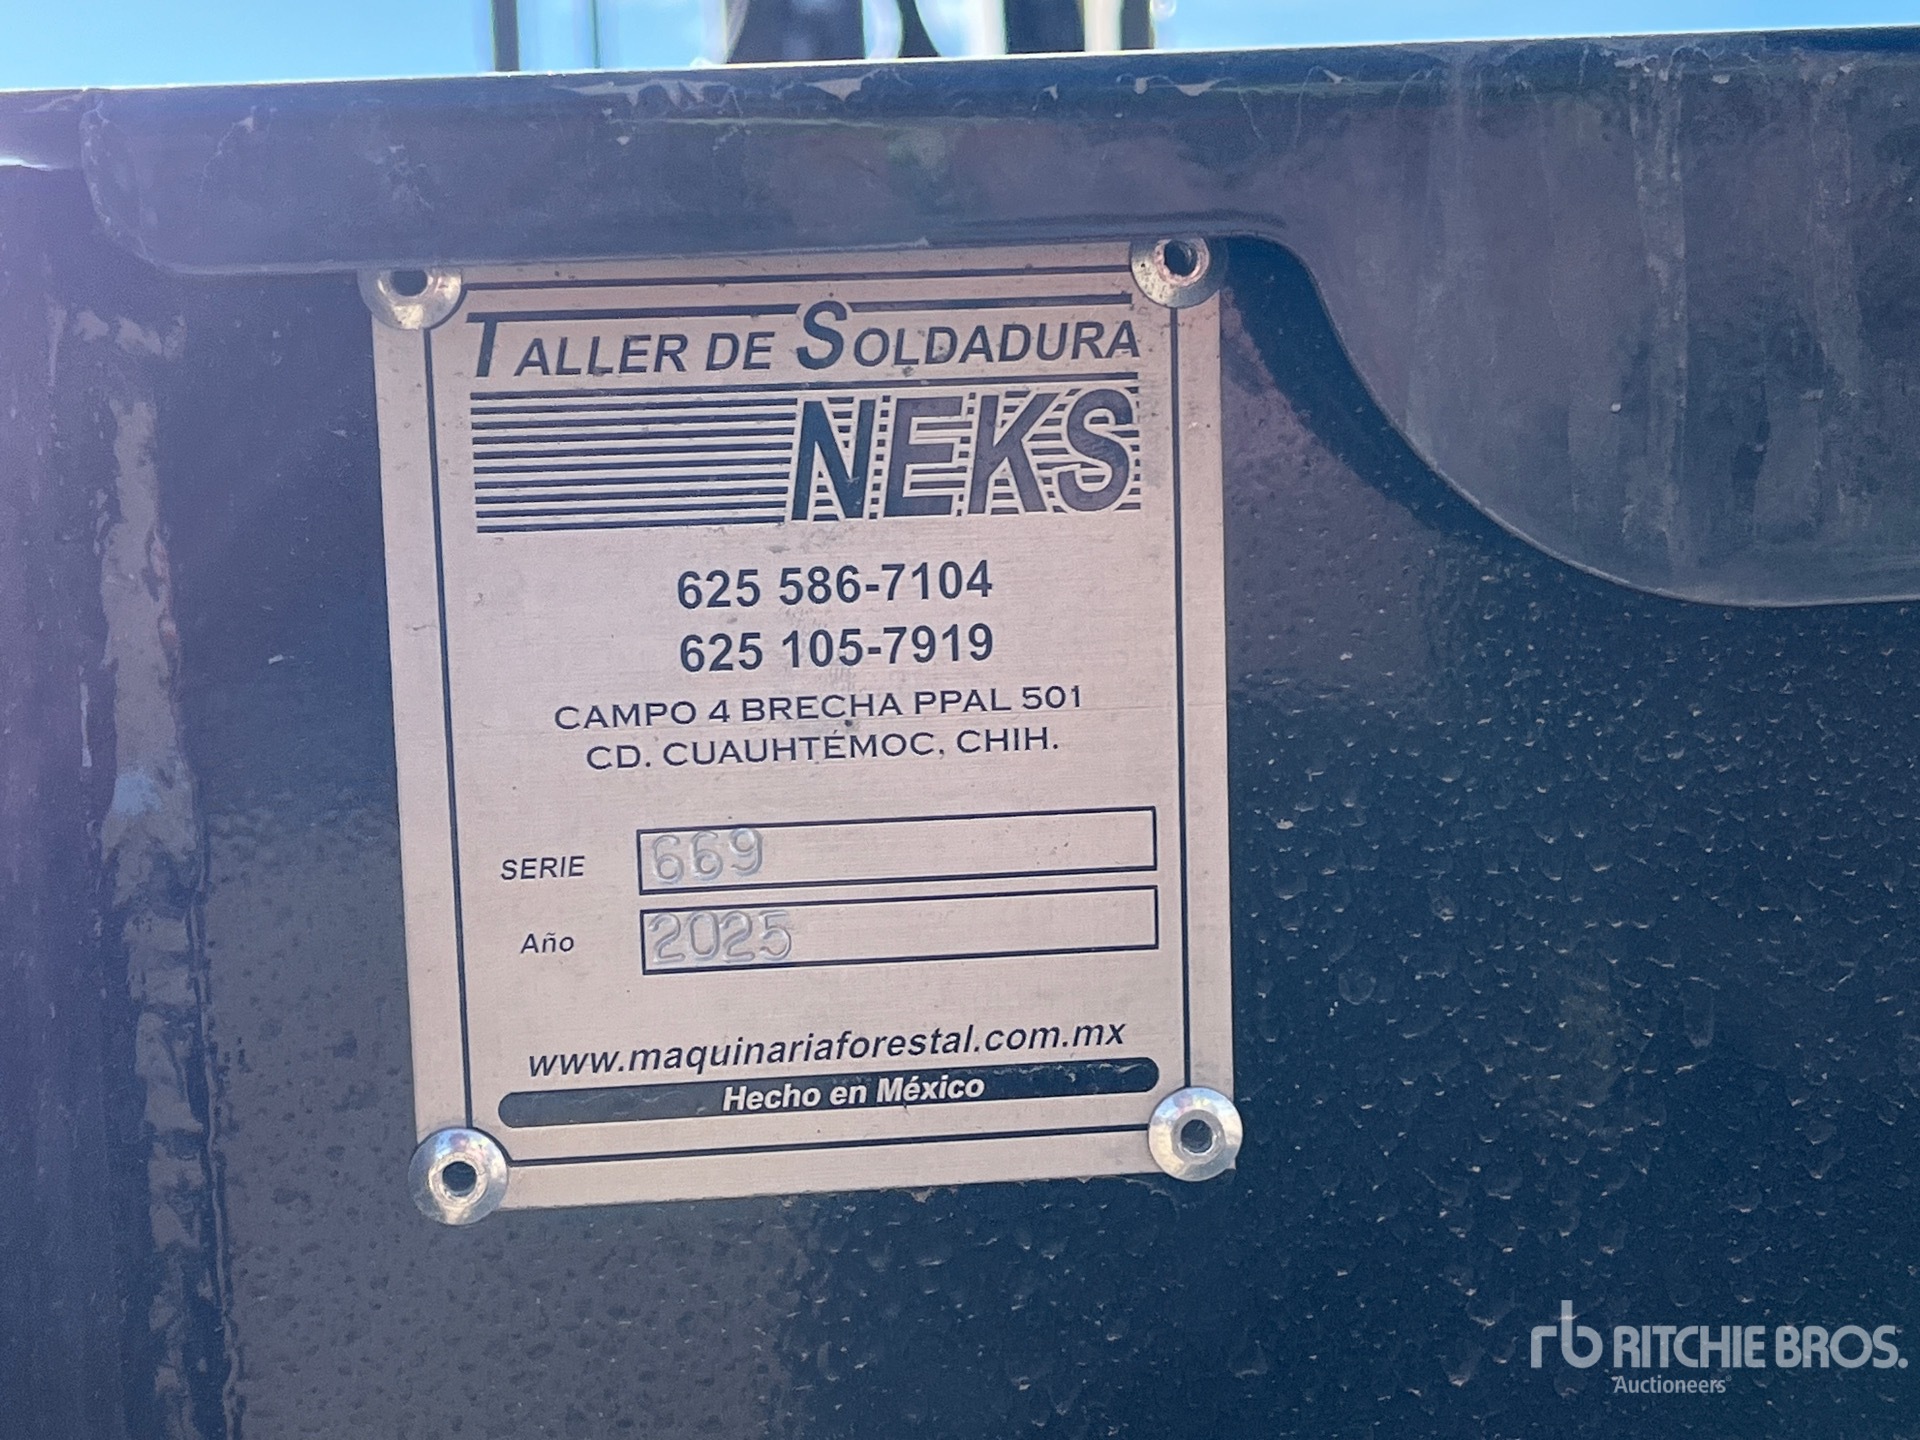 TALLER DE SOLDADURA
NEKS
625 586-7104
625 105-7919
CAMPO 4 BRECHA PPAL 501
CD. CUAUHTÉMOC, CHIH.
SERIE 669
Año 2025
www.maquinariaforestal.com.mx
Hecho en México
rb RITCHIE BROS.
Auctioneers